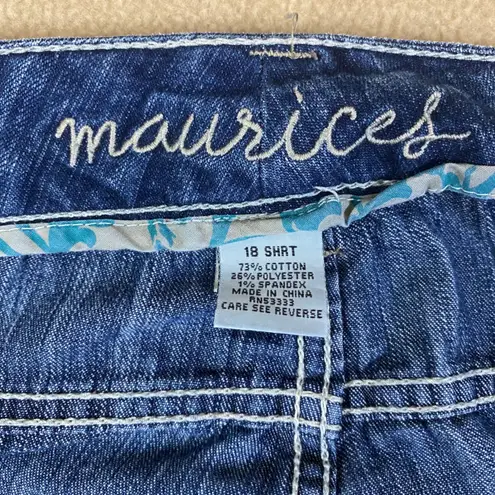 maurices
18 SHRT
73% COTTON
26% POLYESTER
1% SPANDEX
MADE IN CHINA
RN53333
CARE SEE REVERSE